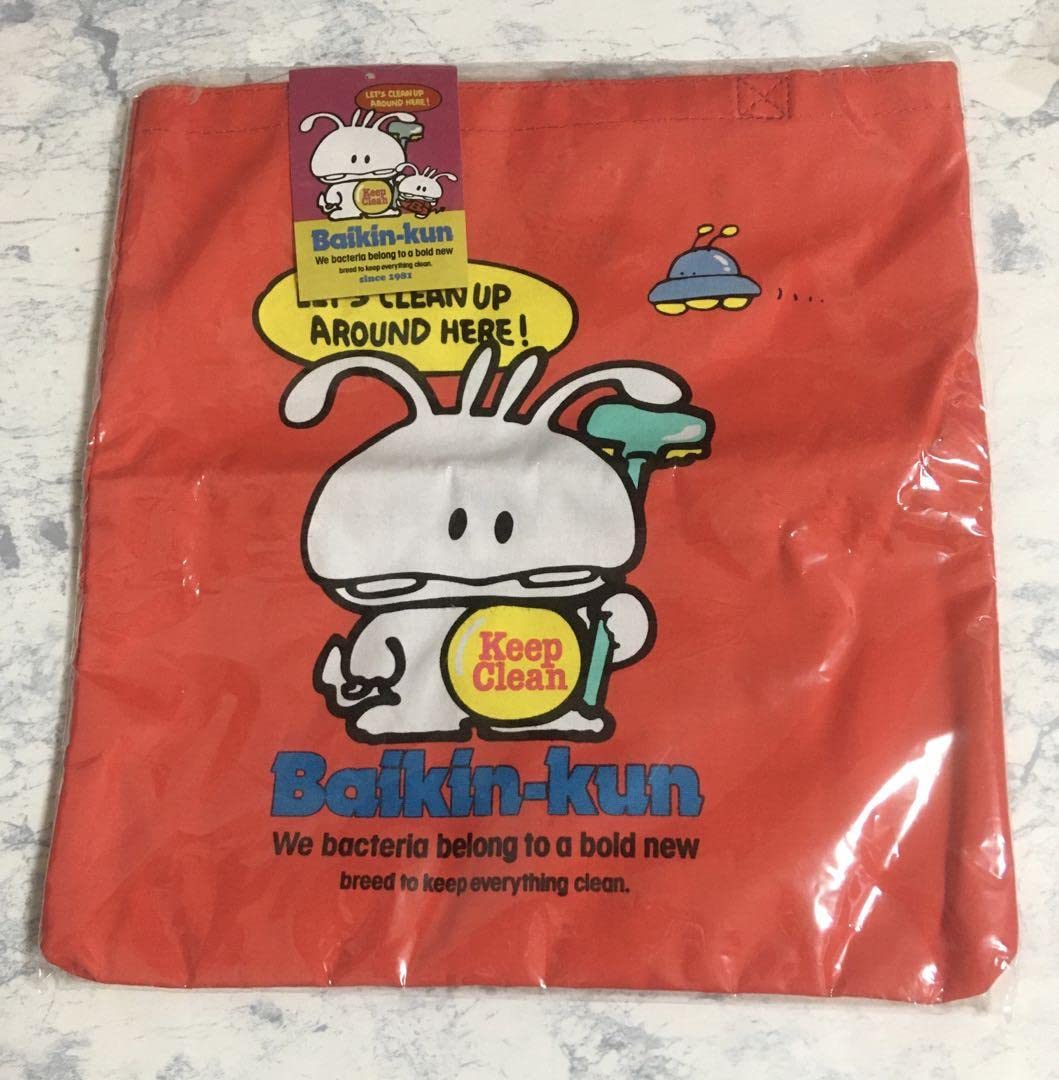 LET'S CLEAN UP
AROUND HERE!
Keep
Clean
Baikin-kun
We bacteria belong to a bold new
breed to keep everything clean.
since 1981
LET'S CLEAN UP
AROUND HERE!
Keep
Clean
Baikin-kun
We bacteria belong to a bold new
breed to keep everything clean.